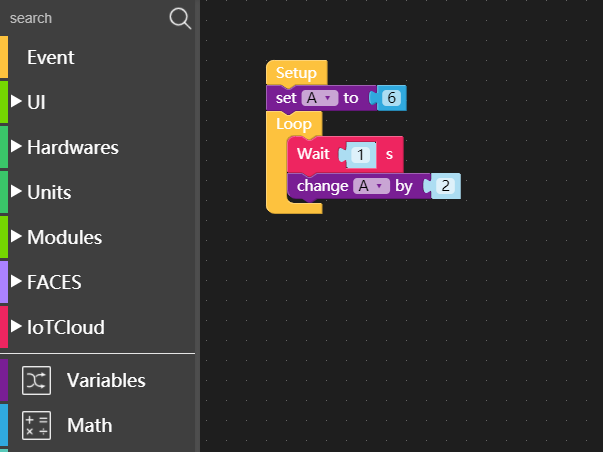 search
Event
UI
Hardwares
Units
Modules
FACES
IoTCloud
Variables
Math
Setup
set A to 6
Loop
Wait 1 s
change A by 2